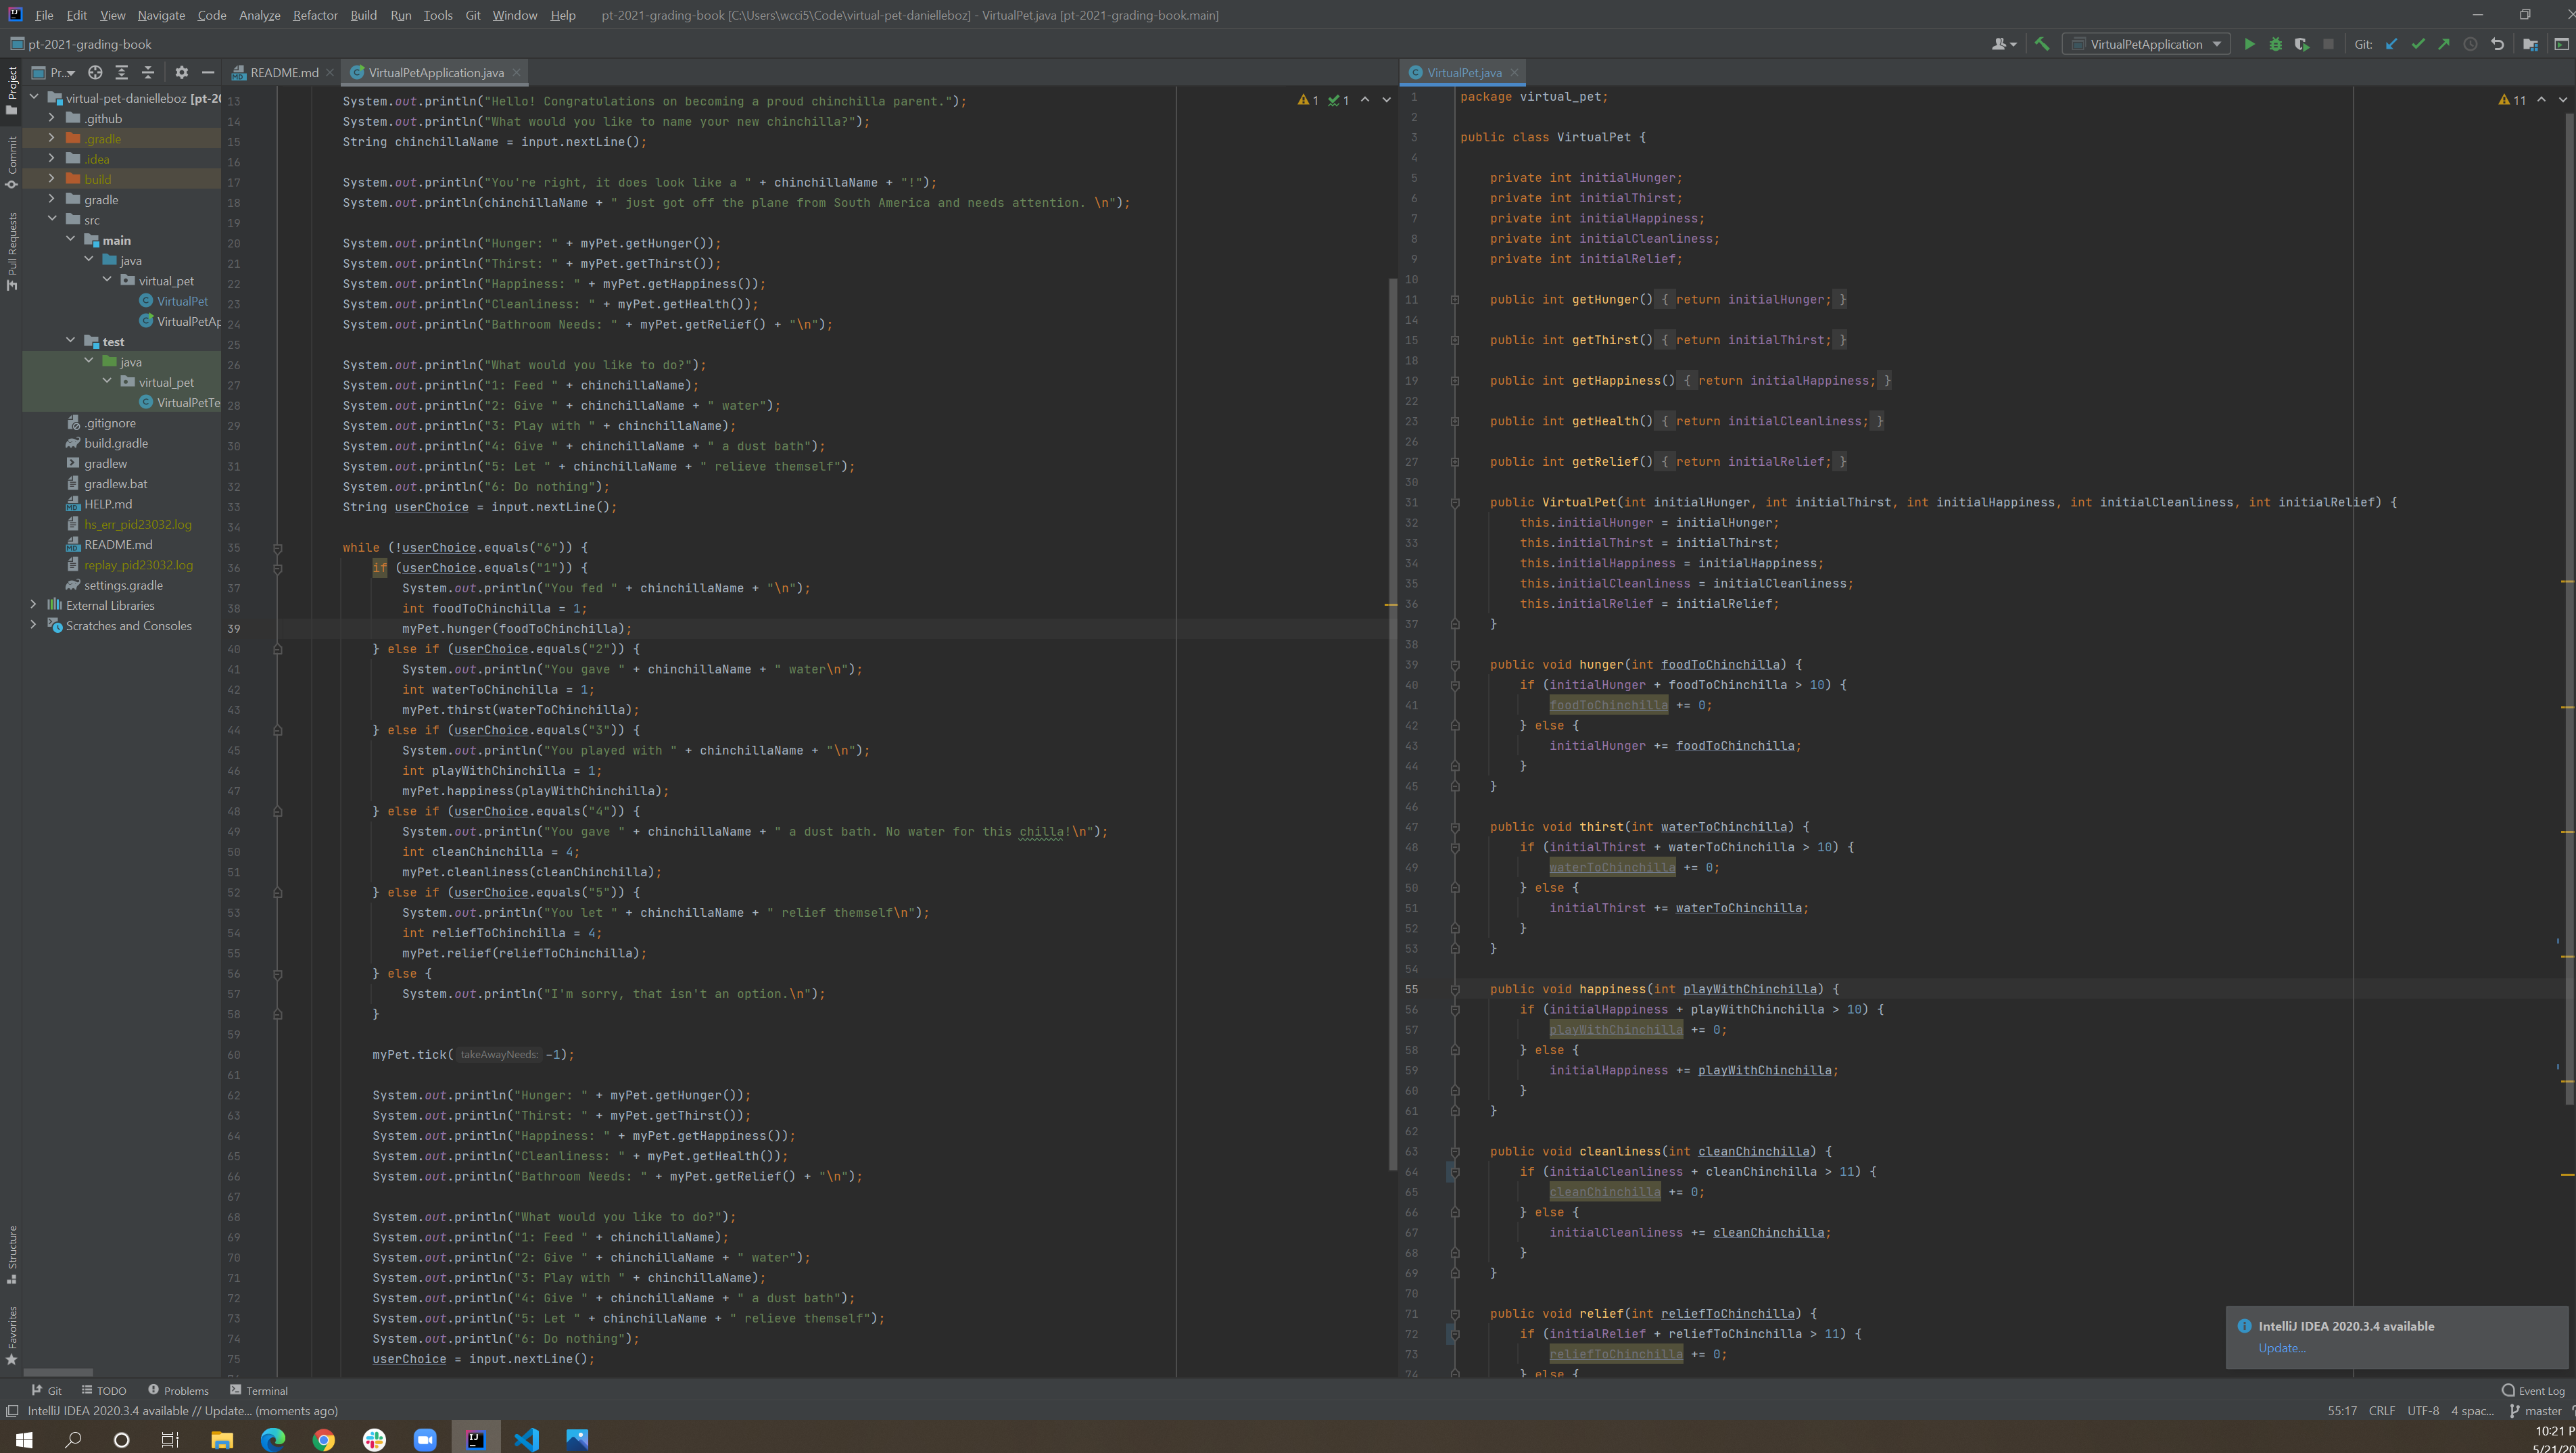 File Edit View Navigate Code Analyze Refactor Build Run Tools Git Window Help pt-2021-grading-book [C:\Users\wcci5\Code\virtual-pet-danielleboz] - VirtualPet.java [pt-2021-grading-book.main]
pt-2021-grading-book VirtualPetApplication Git:
Pr... README.md VirtualPetApplication.java VirtualPet.java
Project
Commit
Pull Requests
Structure
Favorites
virtual-pet-danielleboz [pt-20
.github
.gradle
.idea
build
gradle
src
main
java
virtual_pet
VirtualPet
VirtualPetAp
test
java
virtual_pet
VirtualPetTe
.gitignore
build.gradle
gradlew
gradlew.bat
HELP.md
hs_err_pid23032.log
README.md
replay_pid23032.log
settings.gradle
External Libraries
Scratches and Consoles
1 1
13 System.out.println("Hello! Congratulations on becoming a proud chinchilla parent.");
14 System.out.println("What would you like to name your new chinchilla?");
15 String chinchillaName = input.nextLine();
16
17 System.out.println("You're right, it does look like a " + chinchillaName + "!");
18 System.out.println(chinchillaName + " just got off the plane from South America and needs attention. \n");
19
20 System.out.println("Hunger: " + myPet.getHunger());
21 System.out.println("Thirst: " + myPet.getThirst());
22 System.out.println("Happiness: " + myPet.getHappiness());
23 System.out.println("Cleanliness: " + myPet.getHealth());
24 System.out.println("Bathroom Needs: " + myPet.getRelief() + "\n");
25
26 System.out.println("What would you like to do?");
27 System.out.println("1: Feed " + chinchillaName);
28 System.out.println("2: Give " + chinchillaName + " water");
29 System.out.println("3: Play with " + chinchillaName);
30 System.out.println("4: Give " + chinchillaName + " a dust bath");
31 System.out.println("5: Let " + chinchillaName + " relieve themself");
32 System.out.println("6: Do nothing");
33 String userChoice = input.nextLine();
34
35 while (!userChoice.equals("6")) {
36 if (userChoice.equals("1")) {
37 System.out.println("You fed " + chinchillaName + "\n");
38 int foodToChinchilla = 1;
39 myPet.hunger(foodToChinchilla);
40 } else if (userChoice.equals("2")) {
41 System.out.println("You gave " + chinchillaName + " water\n");
42 int waterToChinchilla = 1;
43 myPet.thirst(waterToChinchilla);
44 } else if (userChoice.equals("3")) {
45 System.out.println("You played with " + chinchillaName + "\n");
46 int playWithChinchilla = 1;
47 myPet.happiness(playWithChinchilla);
48 } else if (userChoice.equals("4")) {
49 System.out.println("You gave " + chinchillaName + " a dust bath. No water for this chilla!\n");
50 int cleanChinchilla = 4;
51 myPet.cleanliness(cleanChinchilla);
52 } else if (userChoice.equals("5")) {
53 System.out.println("You let " + chinchillaName + " relief themself\n");
54 int reliefToChinchilla = 4;
55 myPet.relief(reliefToChinchilla);
56 } else {
57 System.out.println("I'm sorry, that isn't an option.\n");
58 }
59
60 myPet.tick( takeAwayNeeds: -1);
61
62 System.out.println("Hunger: " + myPet.getHunger());
63 System.out.println("Thirst: " + myPet.getThirst());
64 System.out.println("Happiness: " + myPet.getHappiness());
65 System.out.println("Cleanliness: " + myPet.getHealth());
66 System.out.println("Bathroom Needs: " + myPet.getRelief() + "\n");
67
68 System.out.println("What would you like to do?");
69 System.out.println("1: Feed " + chinchillaName);
70 System.out.println("2: Give " + chinchillaName + " water");
71 System.out.println("3: Play with " + chinchillaName);
72 System.out.println("4: Give " + chinchillaName + " a dust bath");
73 System.out.println("5: Let " + chinchillaName + " relieve themself");
74 System.out.println("6: Do nothing");
75 userChoice = input.nextLine();
11
1 package virtual_pet;
2
3 public class VirtualPet {
4
5 private int initialHunger;
6 private int initialThirst;
7 private int initialHappiness;
8 private int initialCleanliness;
9 private int initialRelief;
10
11 public int getHunger() { return initialHunger; }
14
15 public int getThirst() { return initialThirst; }
18
19 public int getHappiness() { return initialHappiness; }
22
23 public int getHealth() { return initialCleanliness; }
26
27 public int getRelief() { return initialRelief; }
30
31 public VirtualPet(int initialHunger, int initialThirst, int initialHappiness, int initialCleanliness, int initialRelief) {
32 this.initialHunger = initialHunger;
33 this.initialThirst = initialThirst;
34 this.initialHappiness = initialHappiness;
35 this.initialCleanliness = initialCleanliness;
36 this.initialRelief = initialRelief;
37 }
38
39 public void hunger(int foodToChinchilla) {
40 if (initialHunger + foodToChinchilla > 10) {
41 foodToChinchilla += 0;
42 } else {
43 initialHunger += foodToChinchilla;
44 }
45 }
46
47 public void thirst(int waterToChinchilla) {
48 if (initialThirst + waterToChinchilla > 10) {
49 waterToChinchilla += 0;
50 } else {
51 initialThirst += waterToChinchilla;
52 }
53 }
54
55 public void happiness(int playWithChinchilla) {
56 if (initialHappiness + playWithChinchilla > 10) {
57 playWithChinchilla += 0;
58 } else {
59 initialHappiness += playWithChinchilla;
60 }
61 }
62
63 public void cleanliness(int cleanChinchilla) {
64 if (initialCleanliness + cleanChinchilla > 11) {
65 cleanChinchilla += 0;
66 } else {
67 initialCleanliness += cleanChinchilla;
68 }
69 }
70
71 public void relief(int reliefToChinchilla) {
72 if (initialRelief + reliefToChinchilla > 11) {
73 reliefToChinchilla += 0;
74 } else {
IntelliJ IDEA 2020.3.4 available
Update...
Git TODO Problems Terminal Event Log
IntelliJ IDEA 2020.3.4 available // Update... (moments ago) 55:17 CRLF UTF-8 4 spac... master
10:21 P
5/21/20